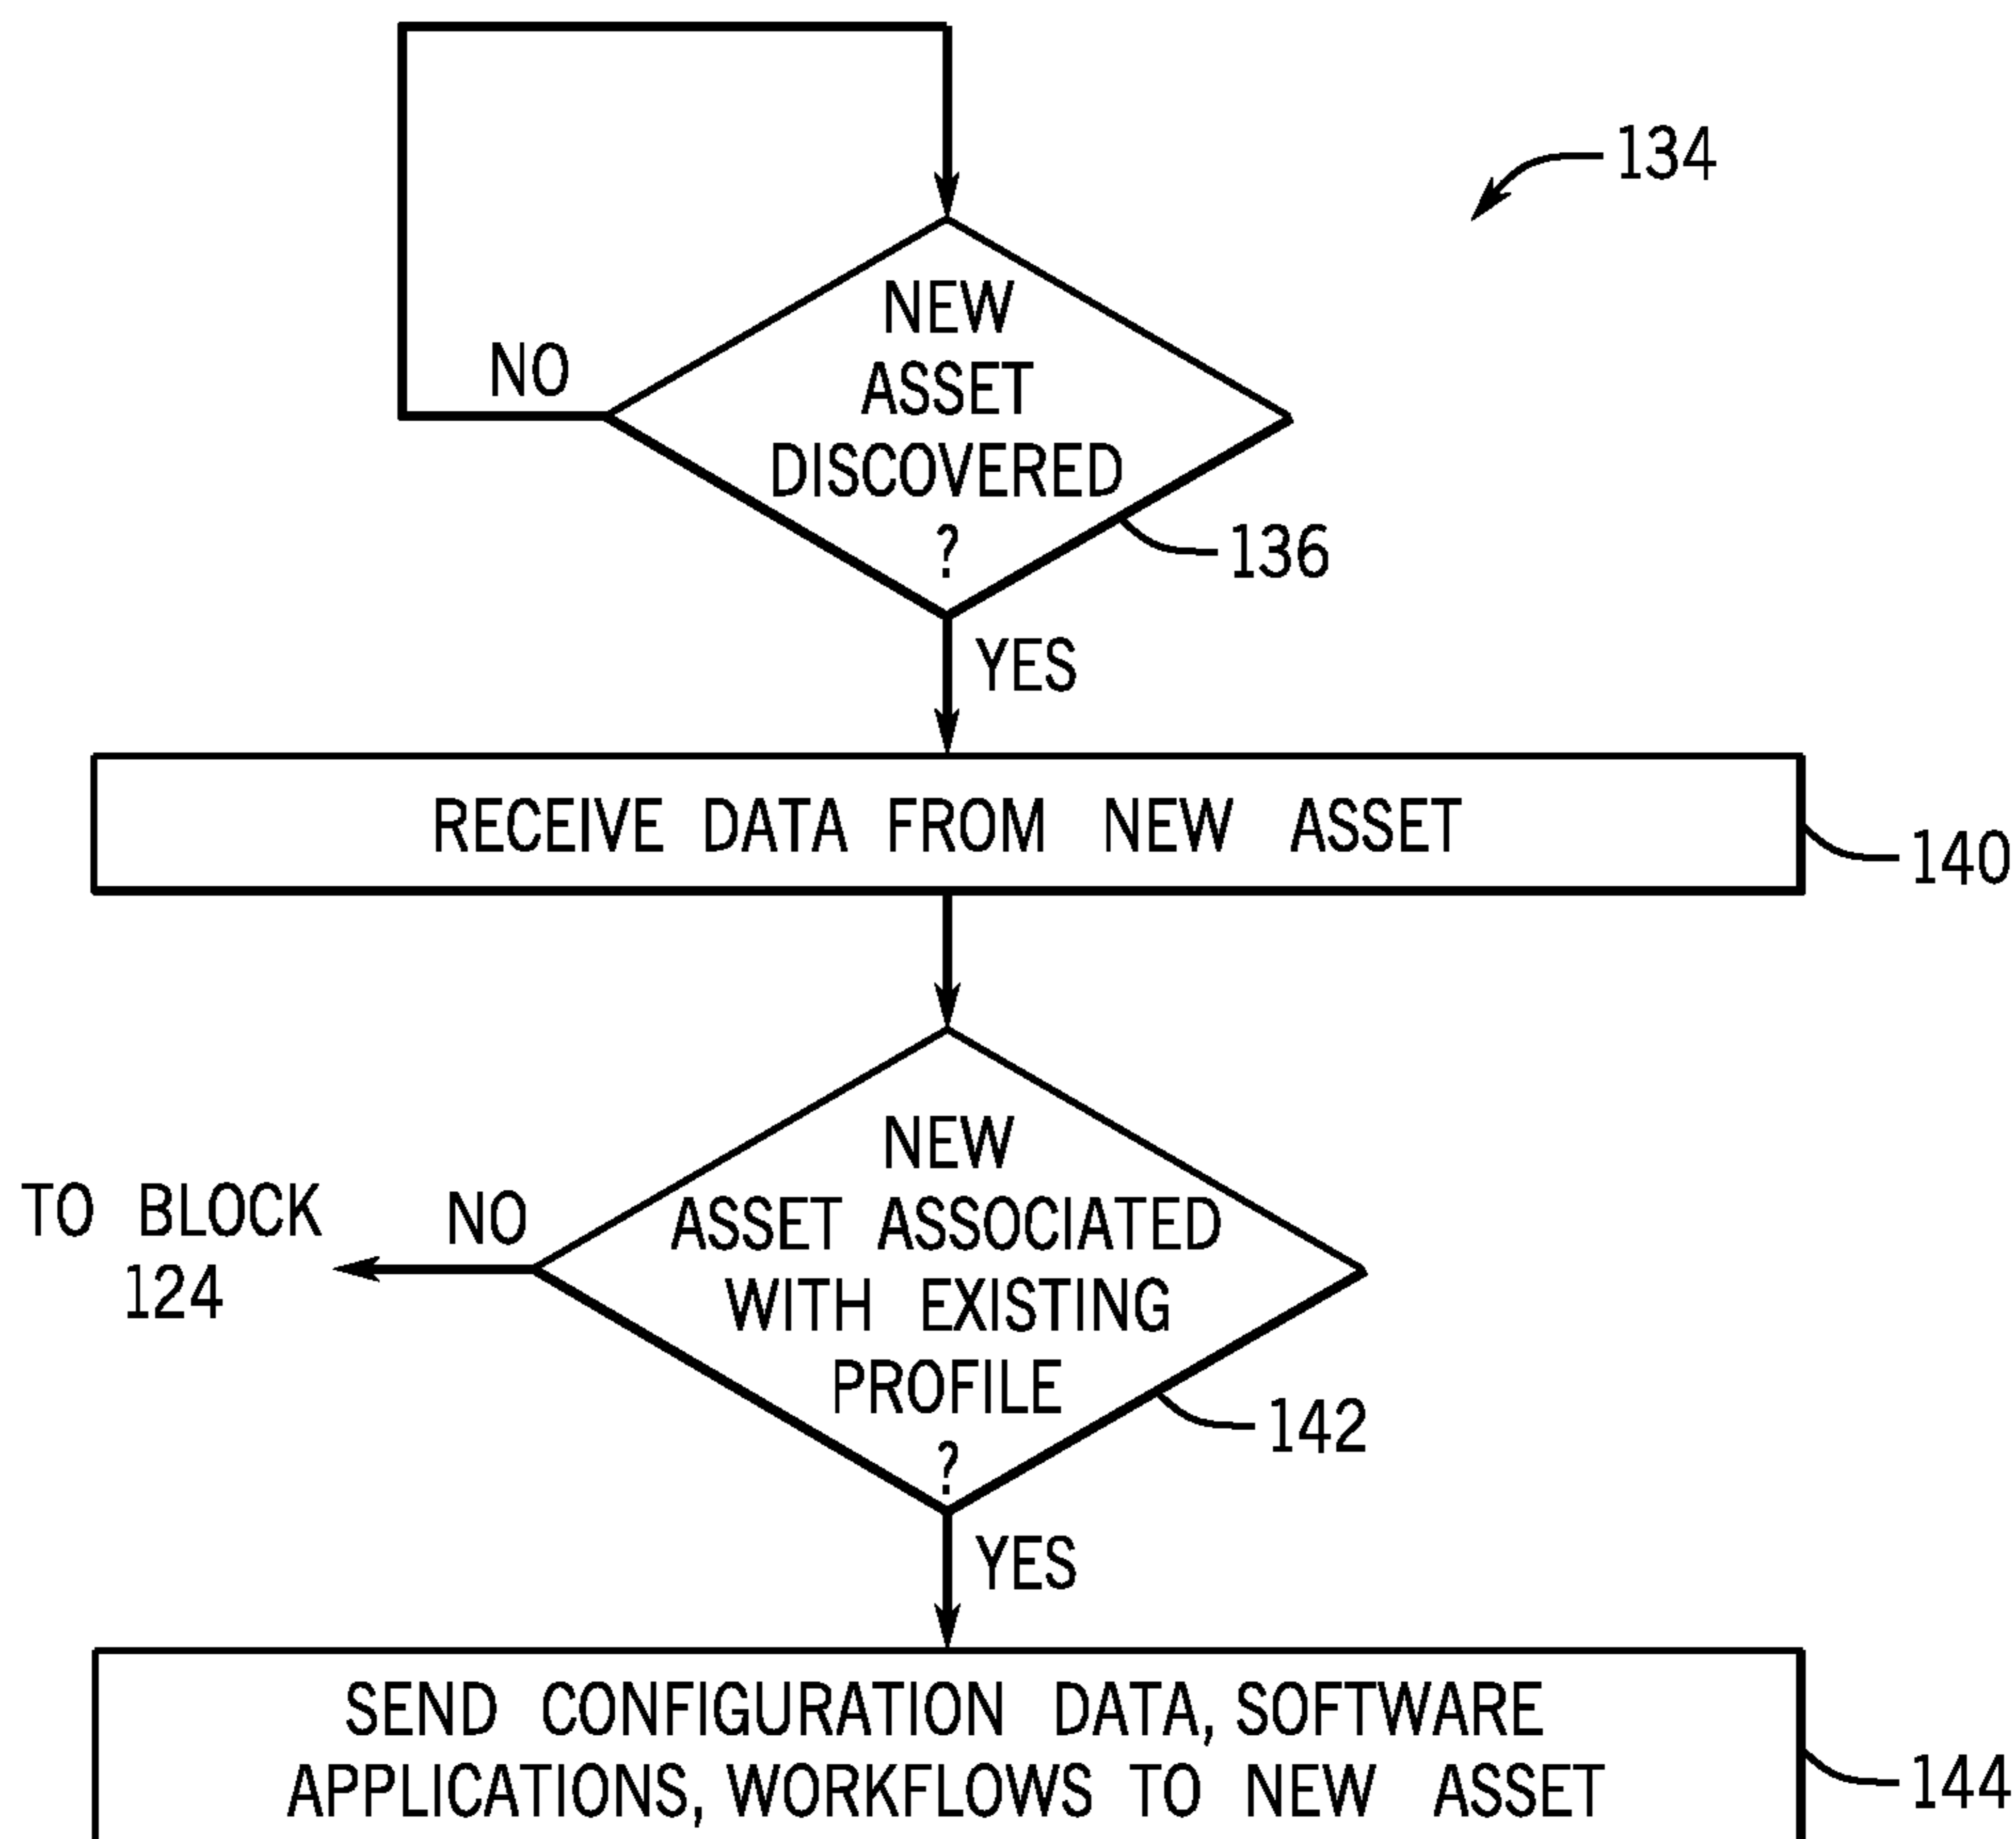 134
NEW
ASSET
DISCOVERED
?
NO
136
YES
RECEIVE DATA FROM NEW ASSET
140
NEW
ASSET ASSOCIATED
WITH EXISTING
PROFILE
?
NO
TO BLOCK
124
142
YES
SEND CONFIGURATION DATA, SOFTWARE
APPLICATIONS, WORKFLOWS TO NEW ASSET
144